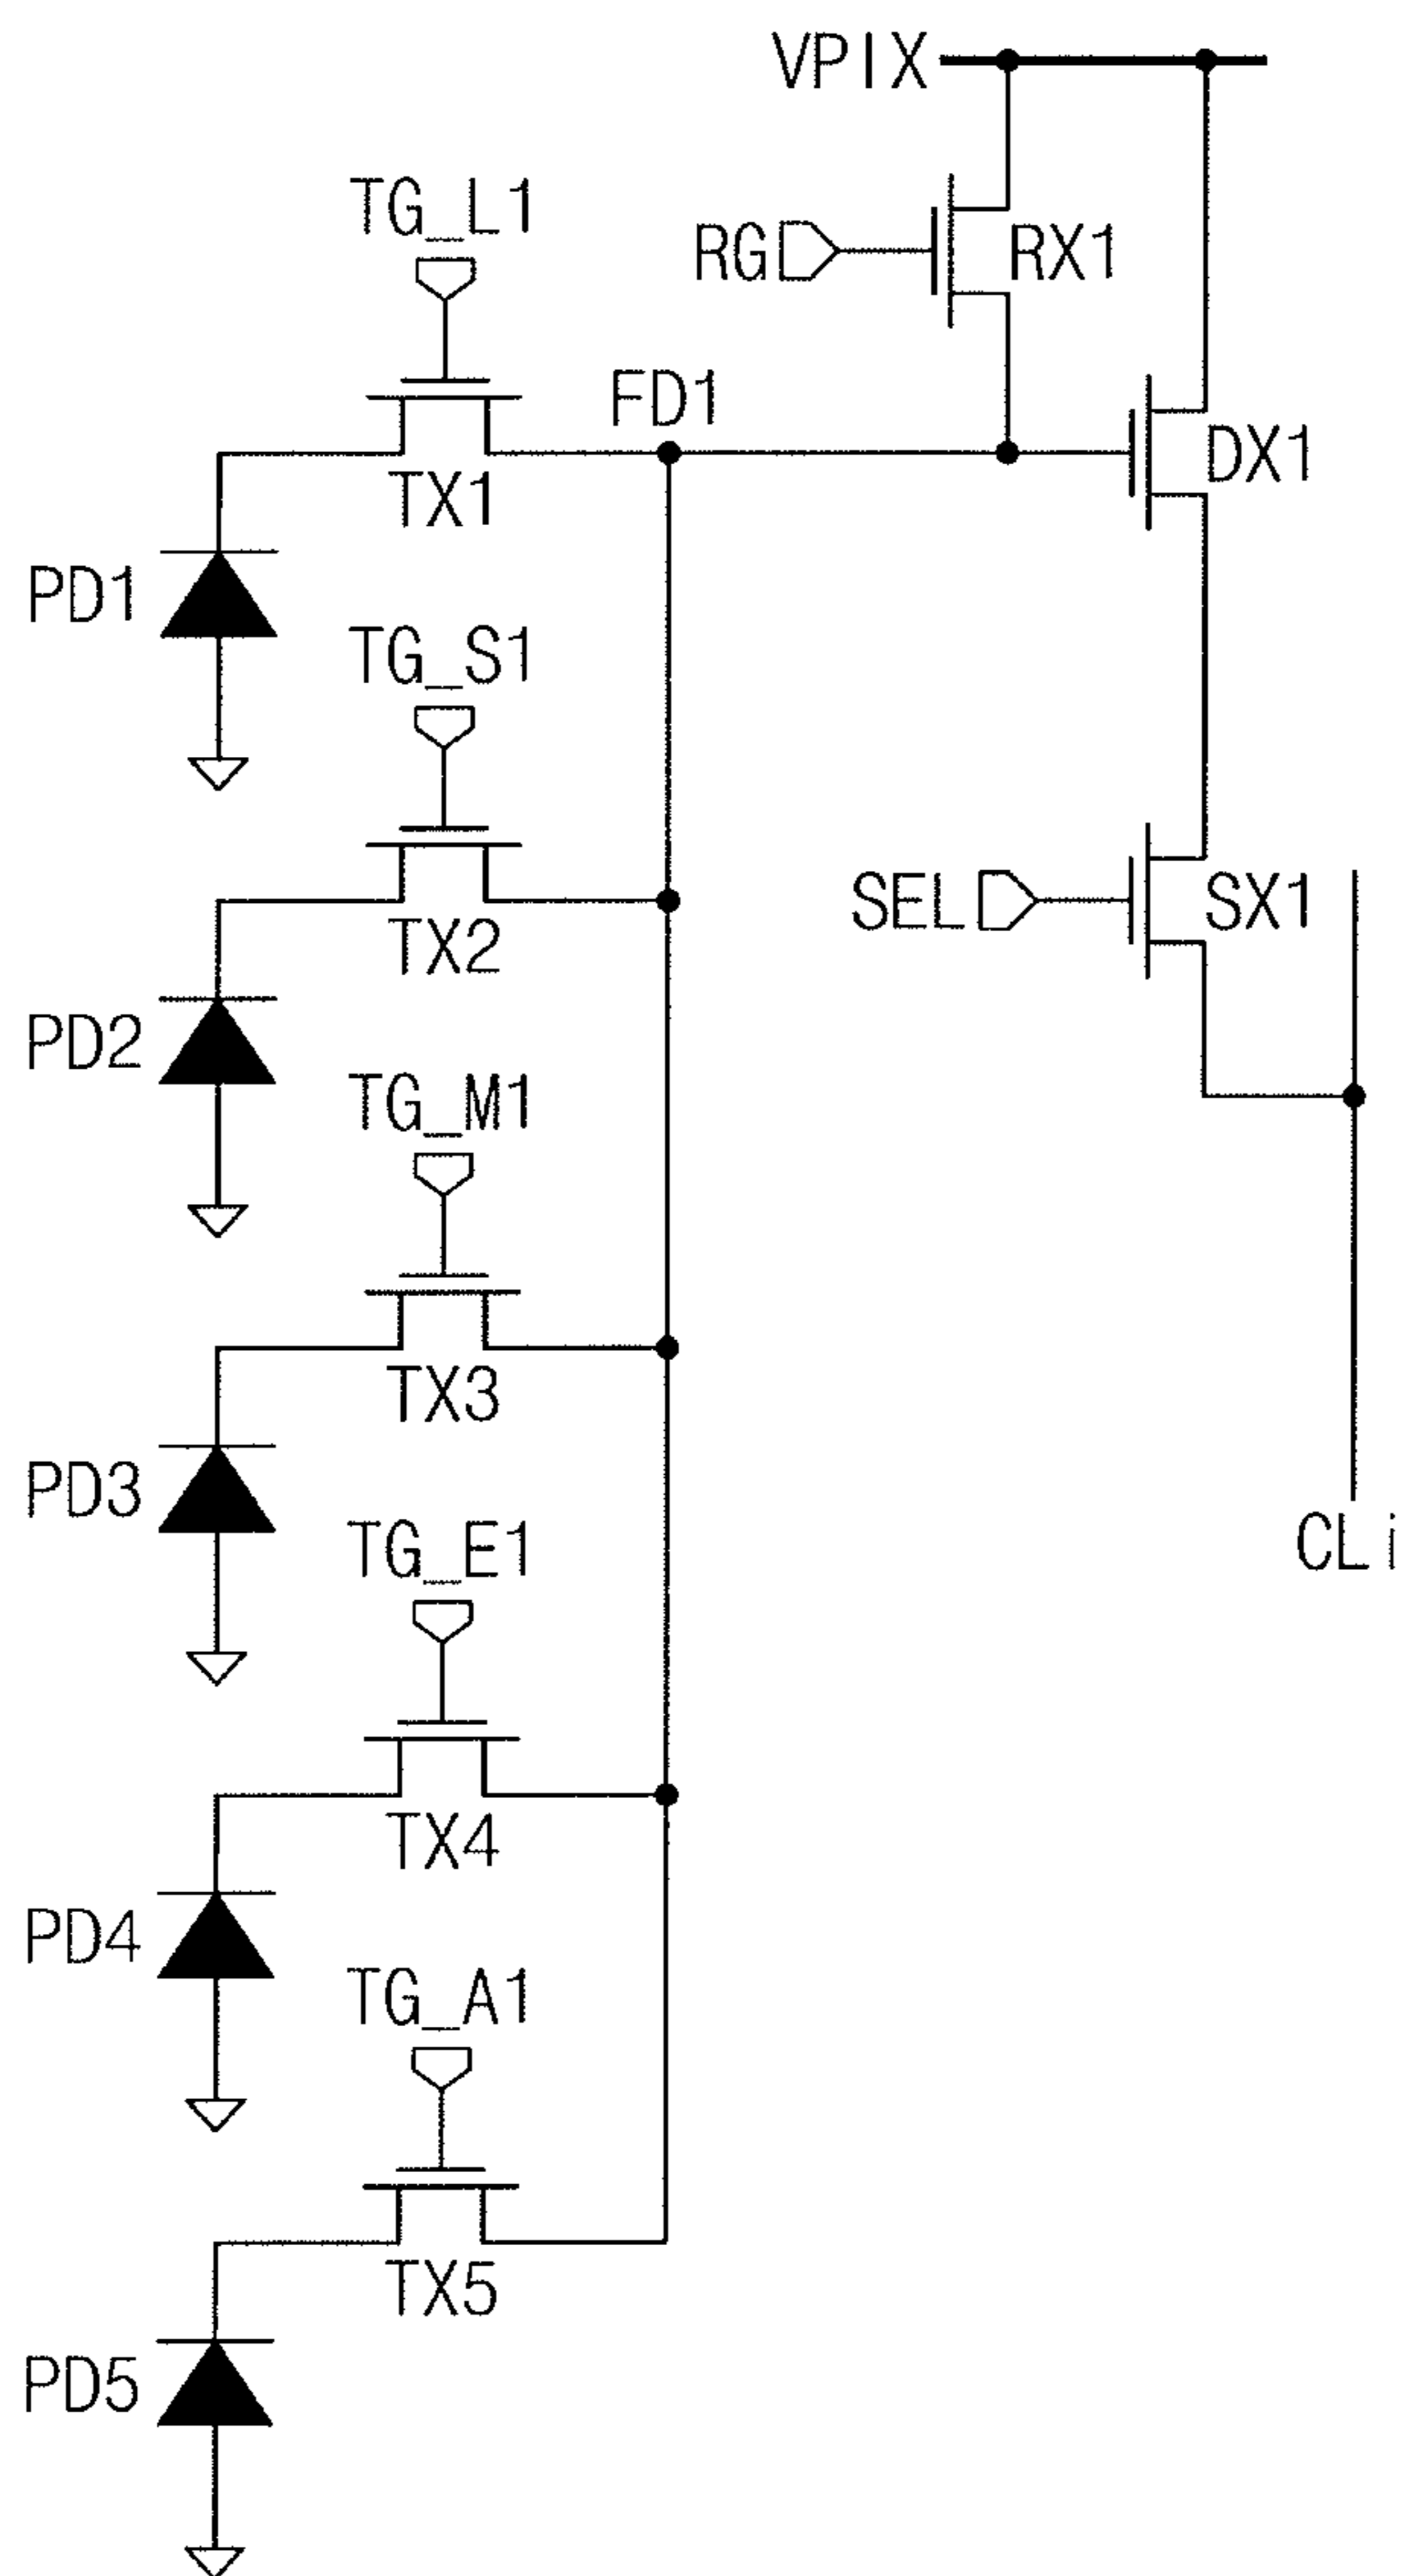 VPIX
TG_L1
RG
RX1
FD1
DX1
TX1
PD1
TG_S1
SEL
SX1
TX2
PD2
TG_M1
TX3
PD3
TG_E1
CLi
TX4
PD4
TG_A1
TX5
PD5